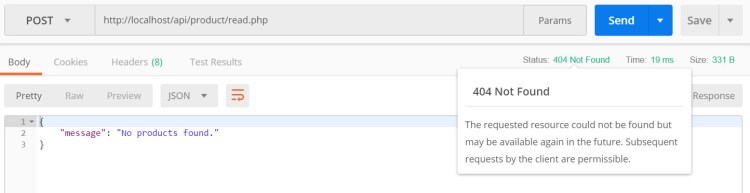 POST http://localhost/api/product/read.php Params Send Save
Body Cookies Headers (8) Test Results Status: 404 Not Found Time: 19 ms Size: 331 B
Pretty Raw Preview JSON Response
404 Not Found
The requested resource could not be found but
may be available again in the future. Subsequent
requests by the client are permissible.
1 {
2 "message": "No products found."
3 }